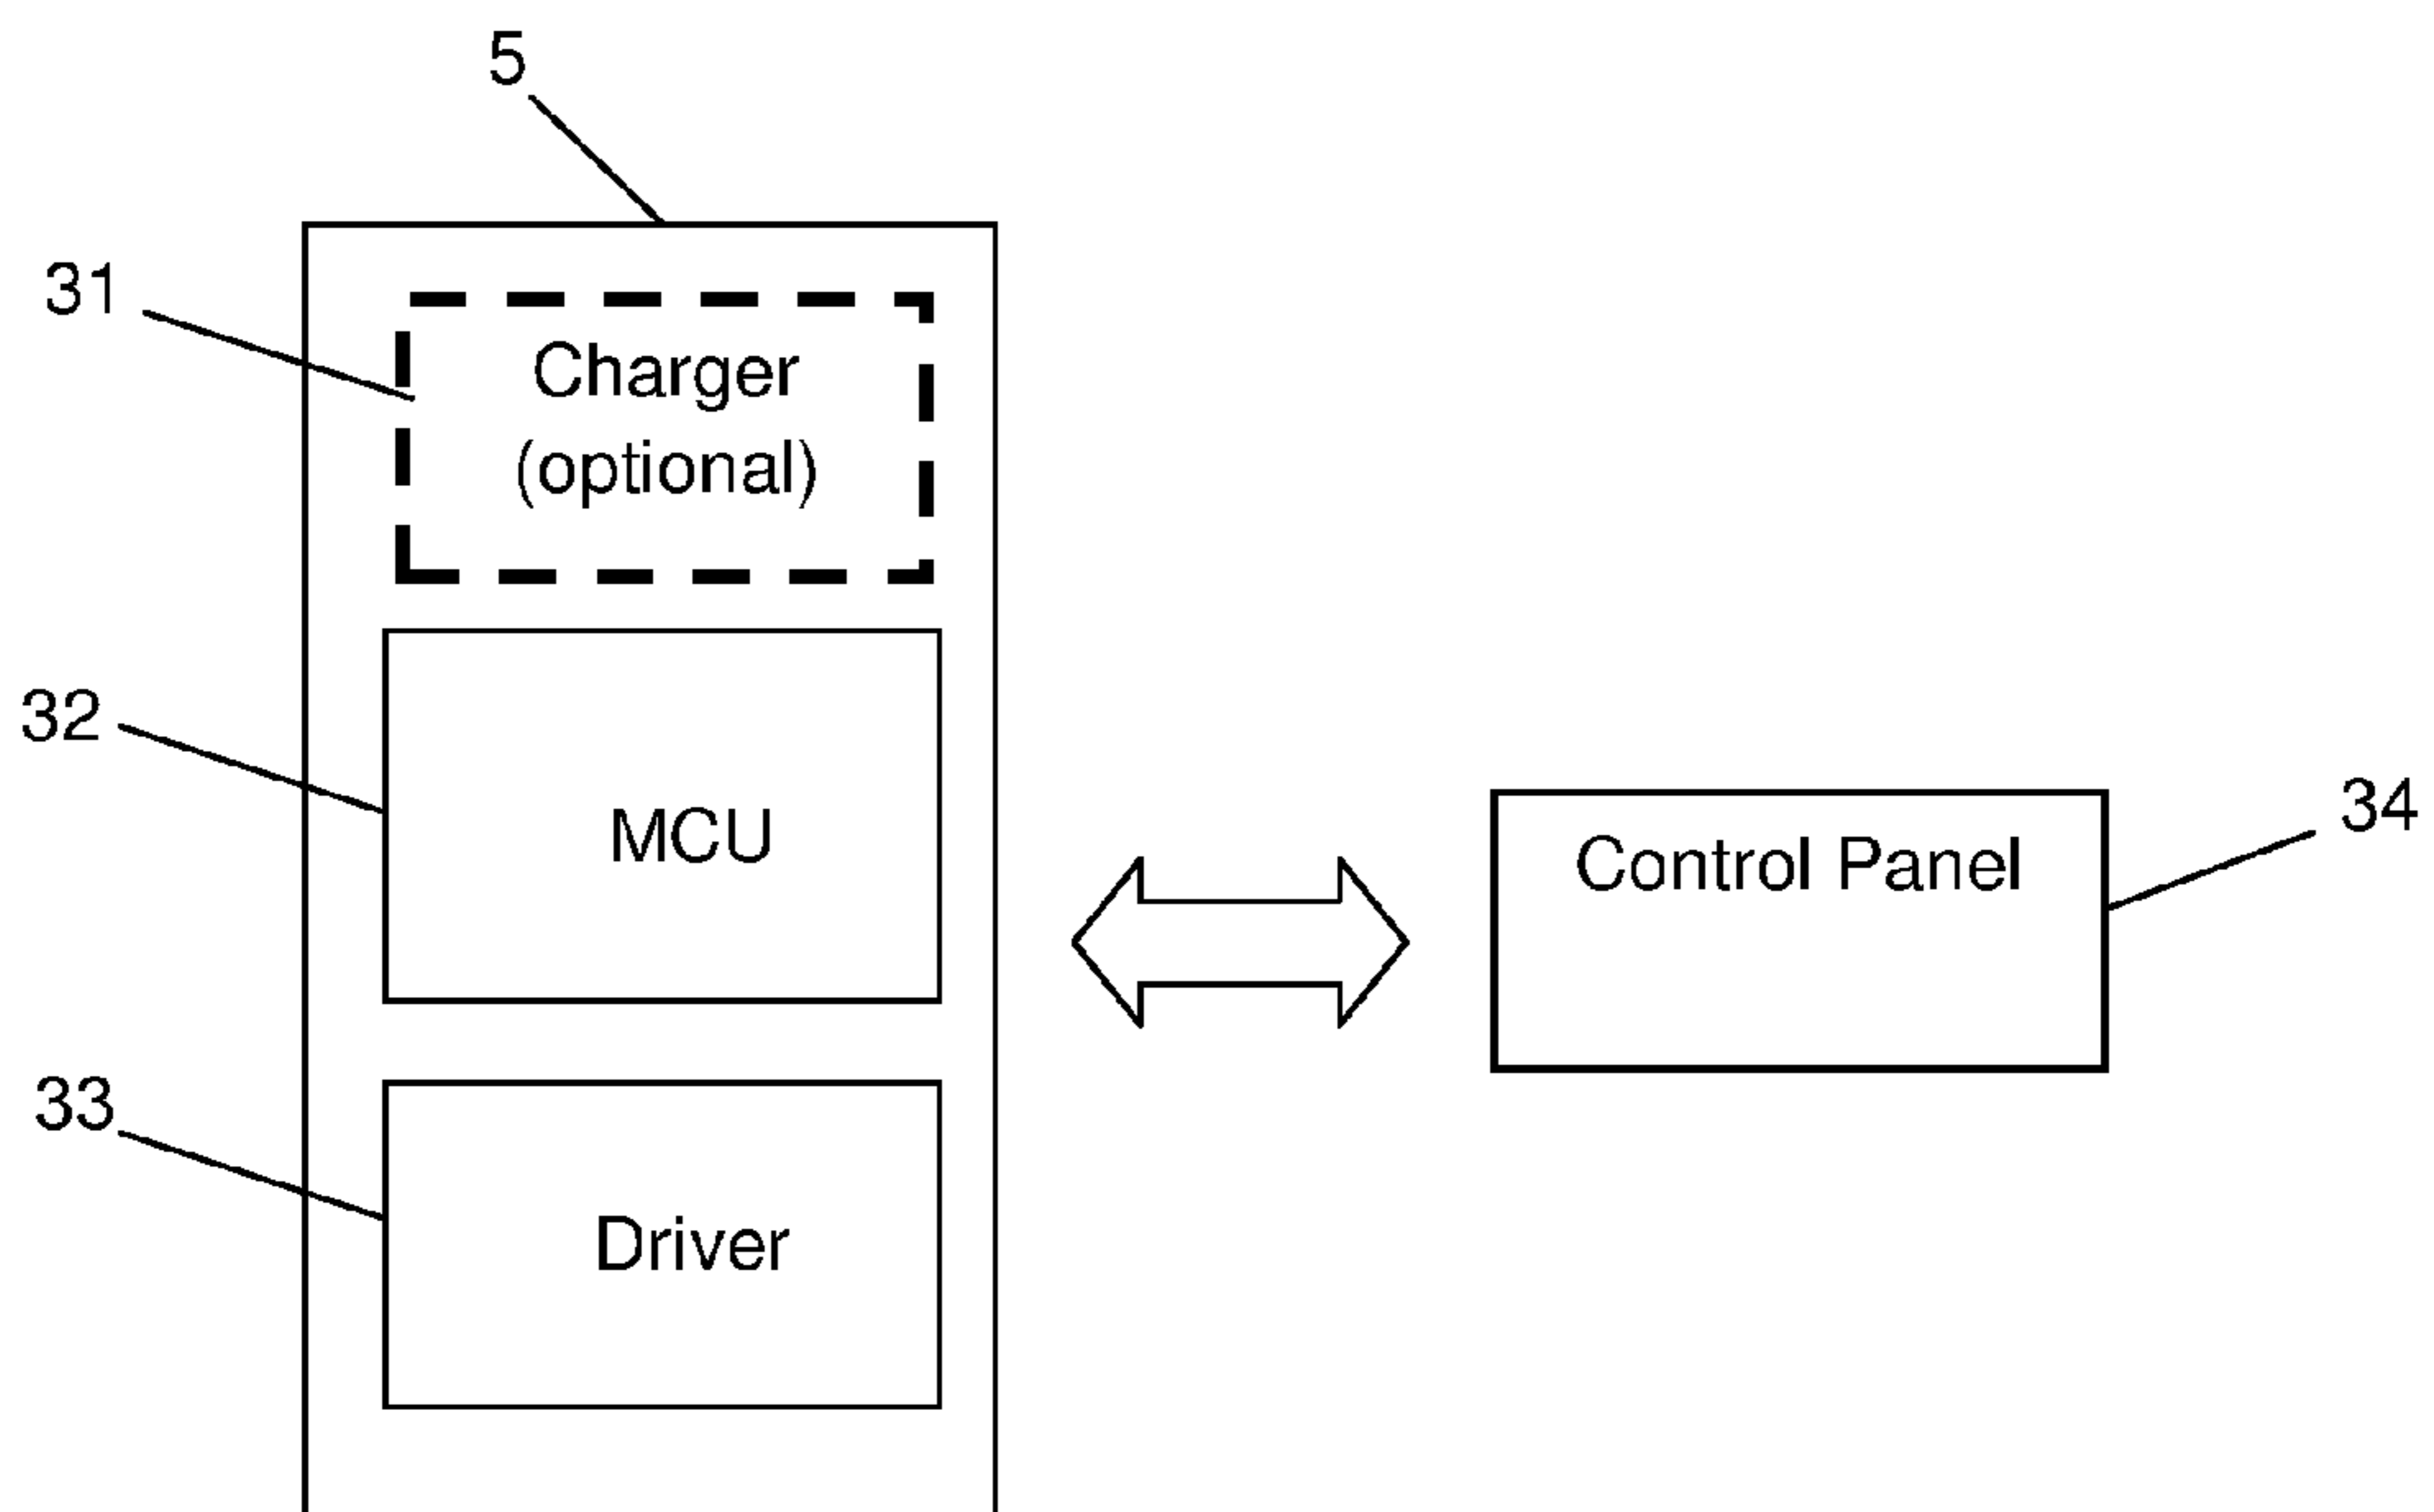 5
31
Charger
(optional)
32
MCU
34
Control Panel
33
Driver